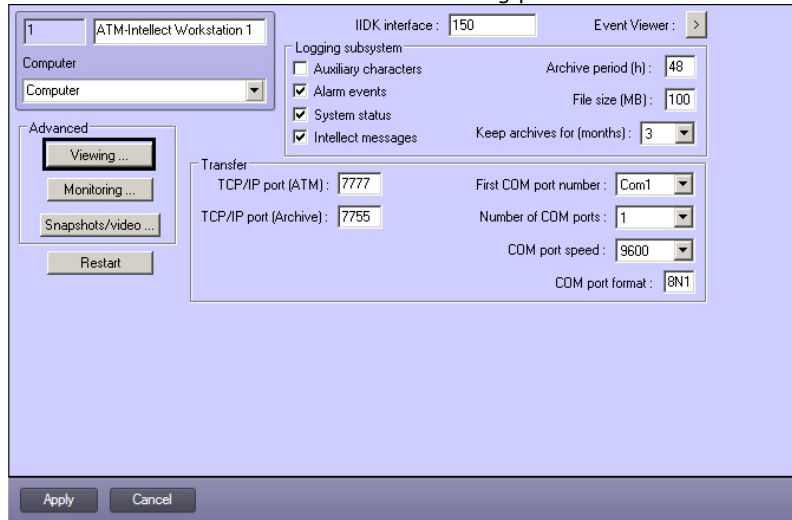 1 ATM-Intellect Workstation 1
Computer
Computer
IIDK interface : 150
Event Viewer : >
Logging subsystem
Auxiliary characters
Alarm events
System status
Intellect messages
Archive period (h) : 48
File size (MB) : 100
Keep archives for (months) : 3
Advanced
Viewing ...
Monitoring ...
Snapshots/video ...
Restart
Transfer
TCP/IP port (ATM) : 7777
TCP/IP port (Archive) : 7755
First COM port number : Com1
Number of COM ports : 1
COM port speed : 9600
COM port format : 8N1
Apply Cancel